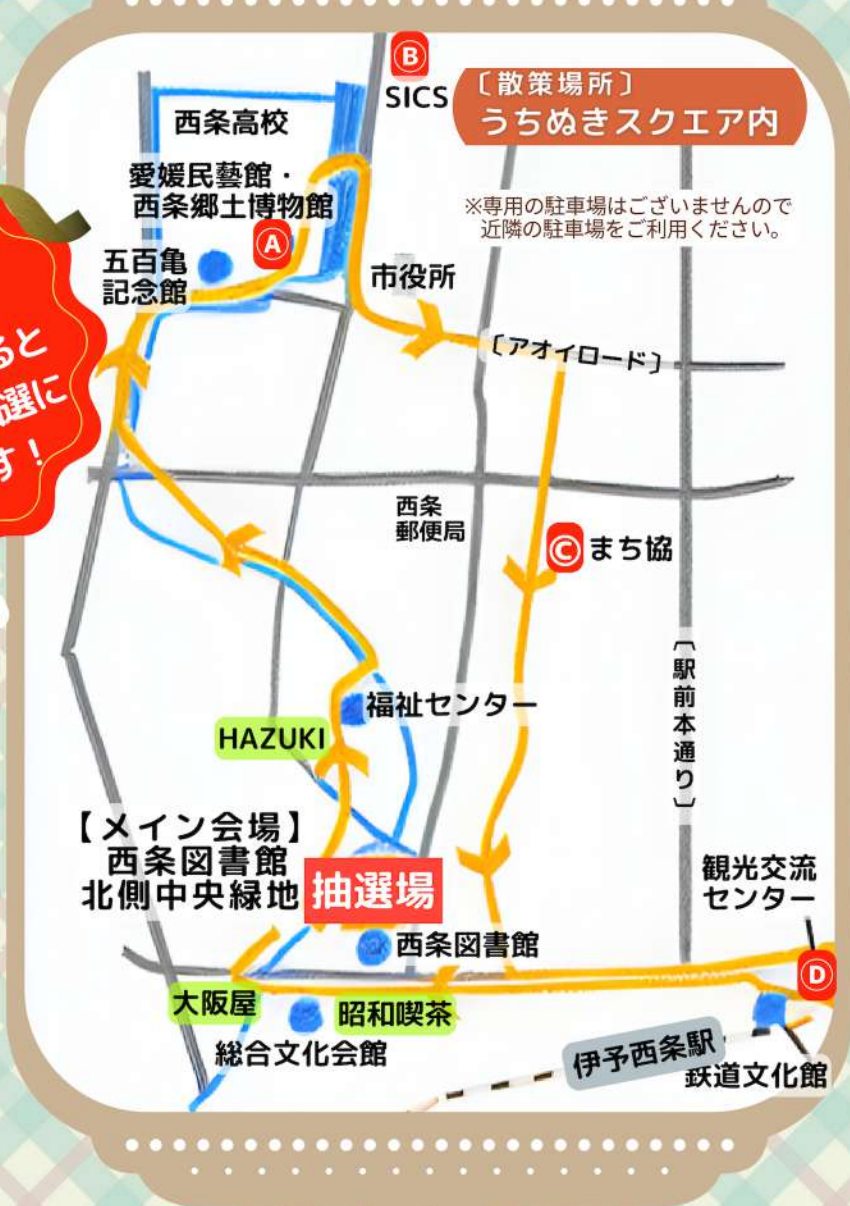 Ⓑ
SICS
〔散策場所〕
うちぬきスクエア内
西条高校
愛媛民藝館・
西条郷土博物館
※専用の駐車場はございませんので
近隣の駐車場をご利用ください。
Ⓐ
五百亀
記念館
市役所
ると
選に
す！
〔アオイロード〕
西条
郵便局
Ⓒ
まち協
〔駅前本通り〕
福祉センター
HAZUKI
【メイン会場】
西条図書館
北側中央緑地
抽選場
観光交流
センター
西条図書館
Ⓓ
大阪屋
昭和喫茶
総合文化会館
伊予西条駅
鉄道文化館